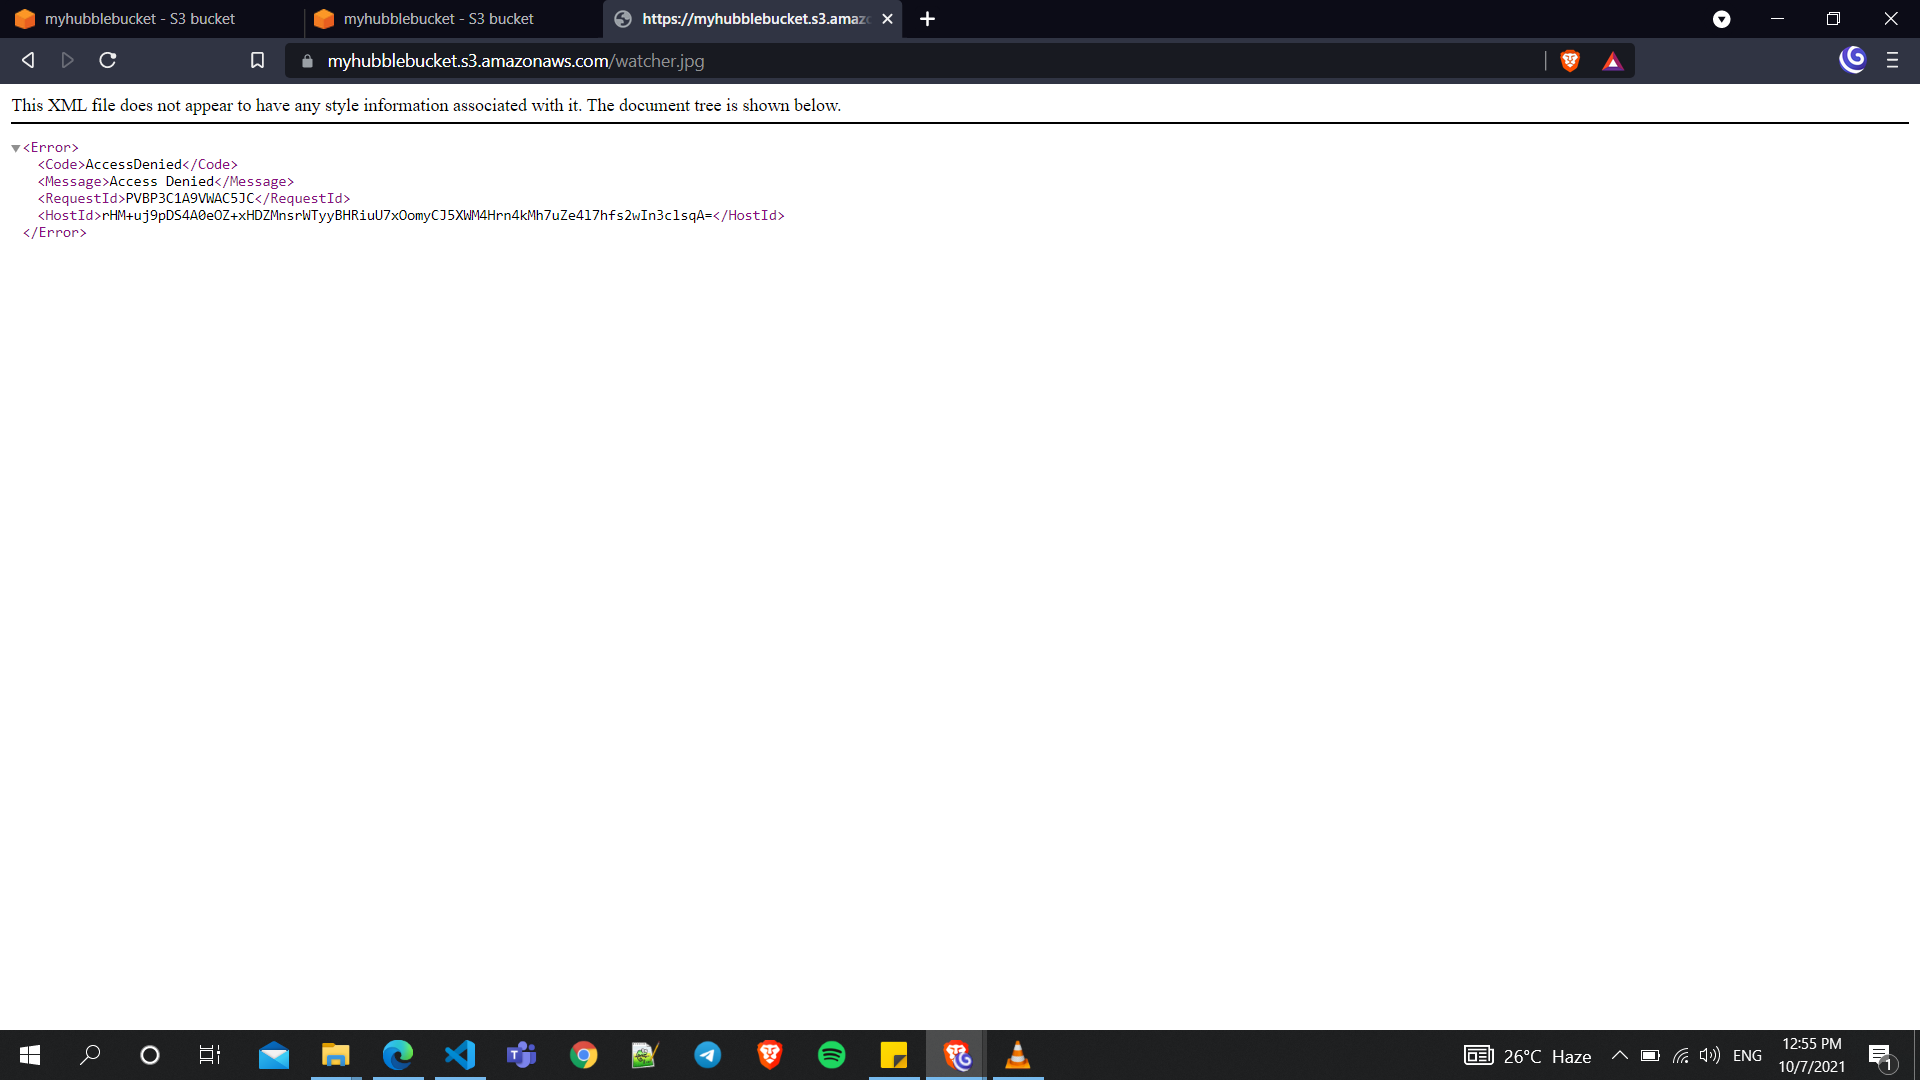 myhubblebucket - S3 bucket
myhubblebucket - S3 bucket
https://myhubblebucket.s3.amaz
myhubblebucket.s3.amazonaws.com/watcher.jpg
This XML file does not appear to have any style information associated with it. The document tree is shown below.
<Error>
<Code>AccessDenied</Code>
<Message>Access Denied</Message>
<RequestId>PVBP3C1A9VWAC5JC</RequestId>
<HostId>rHM+uj9pDS4A0eOZ+xHDZMnsrWTyyBHRiuU7xOomyCJ5XWM4Hrn4kMh7uZe4l7hfs2wIn3clsqA=</HostId>
</Error>
26°C Haze
ENG
12:55 PM
10/7/2021
1